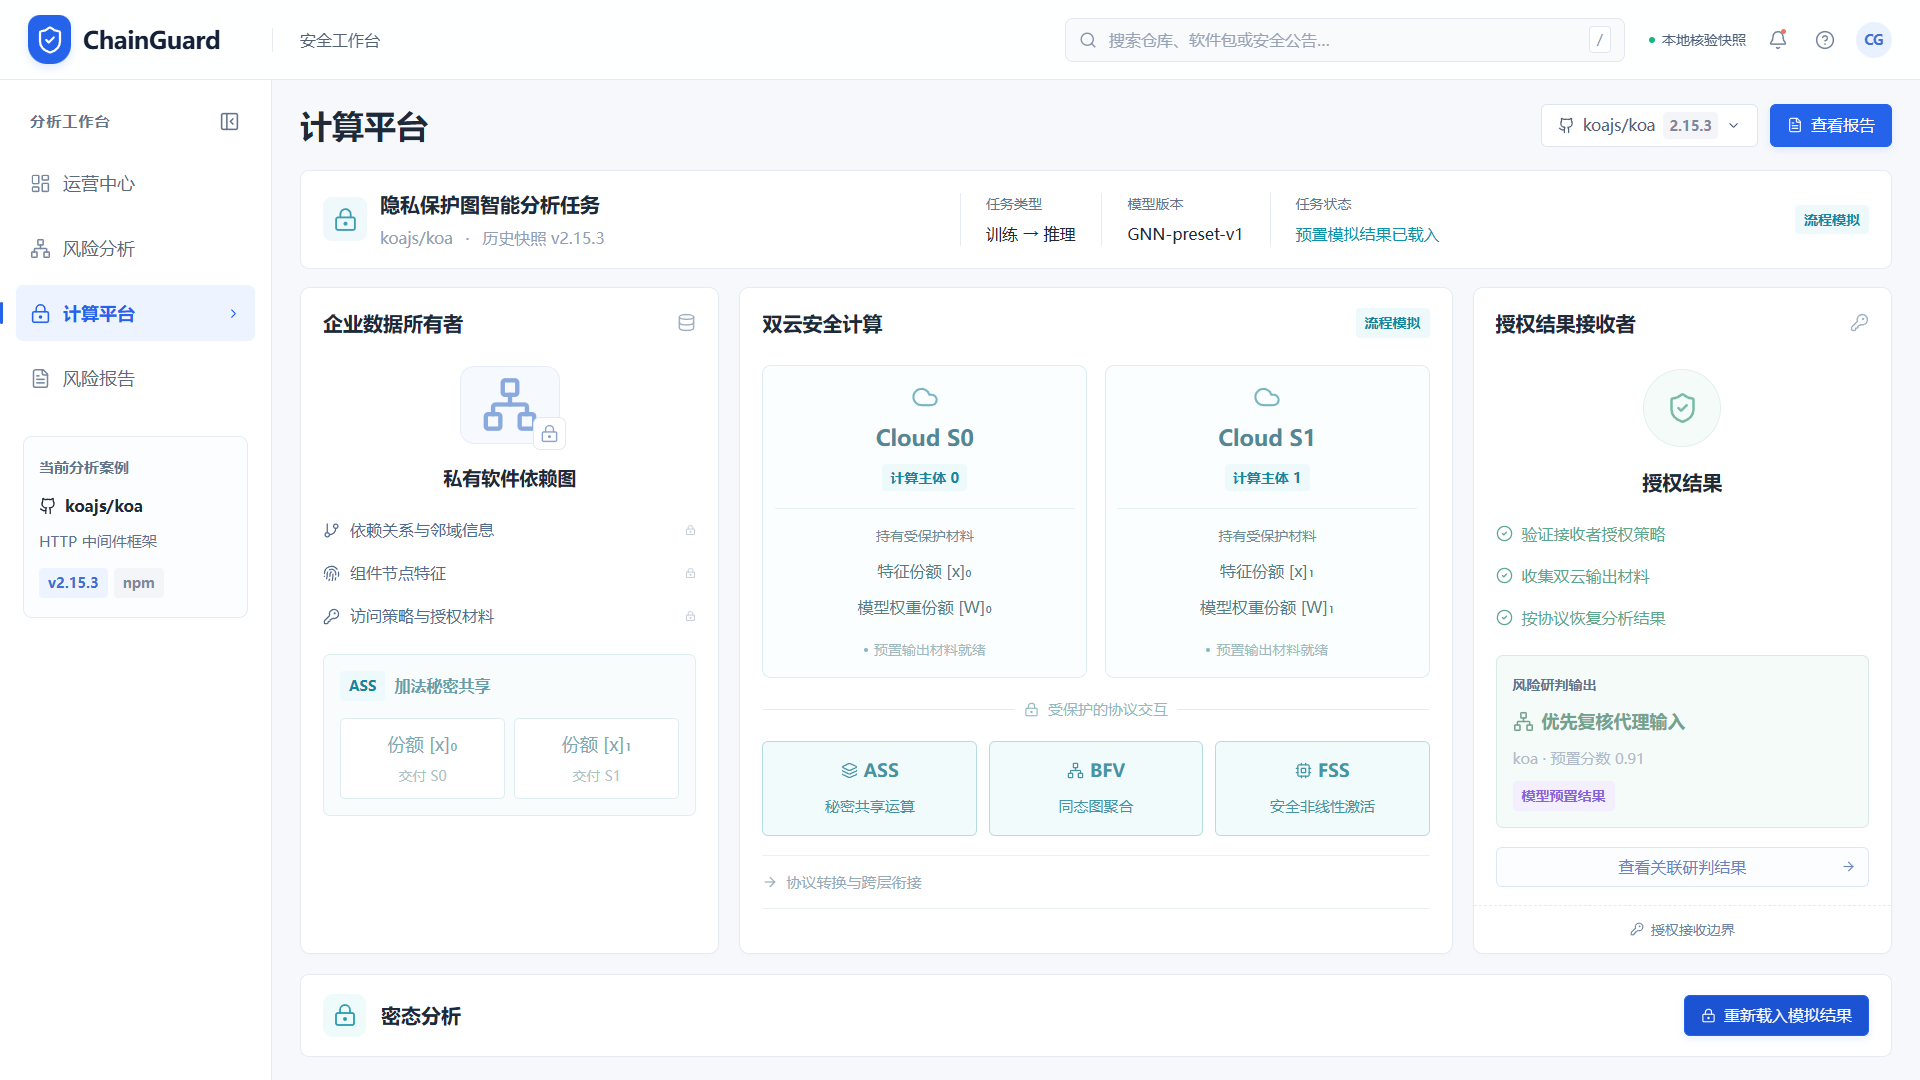 ChainGuard
安全工作台
搜索仓库、软件包或安全公告...
/
本地核验快照
CG
分析工作台
运营中心
风险分析
计算平台
风险报告
当前分析案例
koajs/koa
HTTP 中间件框架
v2.15.3
npm
计算平台
koajs/koa 2.15.3
查看报告
隐私保护图智能分析任务
koajs/koa · 历史快照 v2.15.3
任务类型
训练 → 推理
模型版本
GNN-preset-v1
任务状态
预置模拟结果已载入
流程模拟
企业数据所有者
私有软件依赖图
依赖关系与邻域信息
组件节点特征
访问策略与授权材料
ASS 加法秘密共享
份额 [x]₀
交付 S0
份额 [x]₁
交付 S1
双云安全计算
流程模拟
Cloud S0
计算主体 0
持有受保护材料
特征份额 [x]₀
模型权重份额 [W]₀
• 预置输出材料就绪
Cloud S1
计算主体 1
持有受保护材料
特征份额 [x]₁
模型权重份额 [W]₁
• 预置输出材料就绪
受保护的协议交互
ASS
秘密共享运算
BFV
同态图聚合
FSS
安全非线性激活
→ 协议转换与跨层衔接
授权结果接收者
授权结果
验证接收者授权策略
收集双云输出材料
按协议恢复分析结果
风险研判输出
优先复核代理输入
koa · 预置分数 0.91
模型预置结果
查看关联研判结果 →
授权接收边界
密态分析
重新载入模拟结果